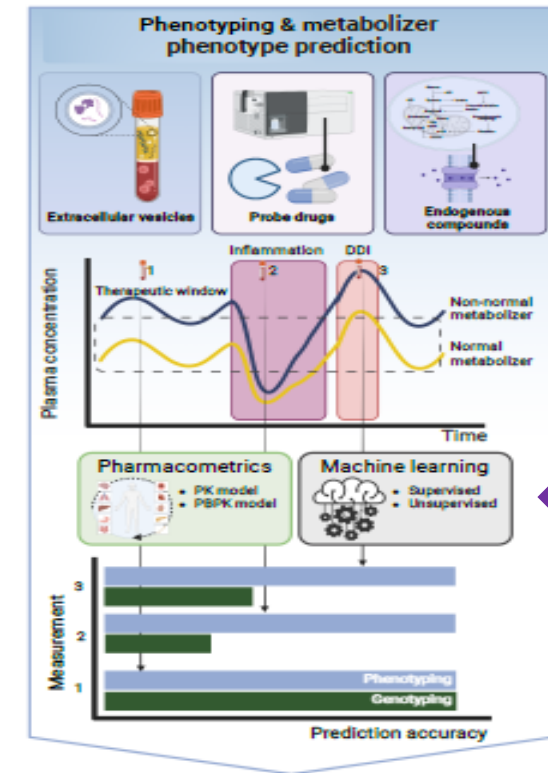 Phenotyping & metabolizer
phenotype prediction
Extracellular vesicles
Probe drugs
Endogenous
compounds
Inflammation
DDI
1
2
3
Therapeutic window
Plasma concentration
Non-normal
metabolizer
Normal
metabolizer
Time
Pharmacometrics
• PK model
• PBPK model
Machine learning
• Supervised
• Unsupervised
Measurement
3
2
1
Phenotyping
Genotyping
Prediction accuracy